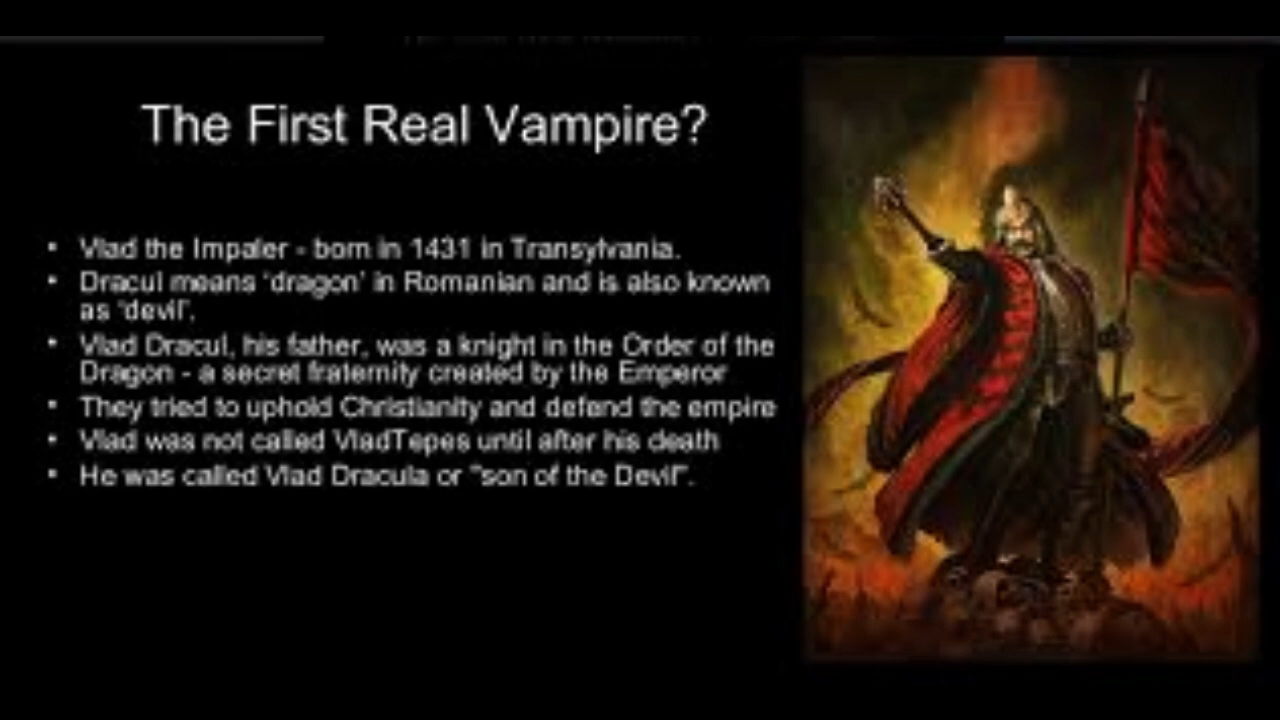 The First Real Vampire?
• Vlad the Impaler - born in 1431 in Transylvania.
• Dracul means 'dragon' in Romanian and is also known
as 'devil'.
• Vlad Dracul, his father, was a knight in the Order of the
Dragon - a secret fraternity created by the Emperor
• They tried to uphold Christianity and defend the empire
• Vlad was not called VladTepes until after his death
• He was called Vlad Dracula or "son of the Devil".